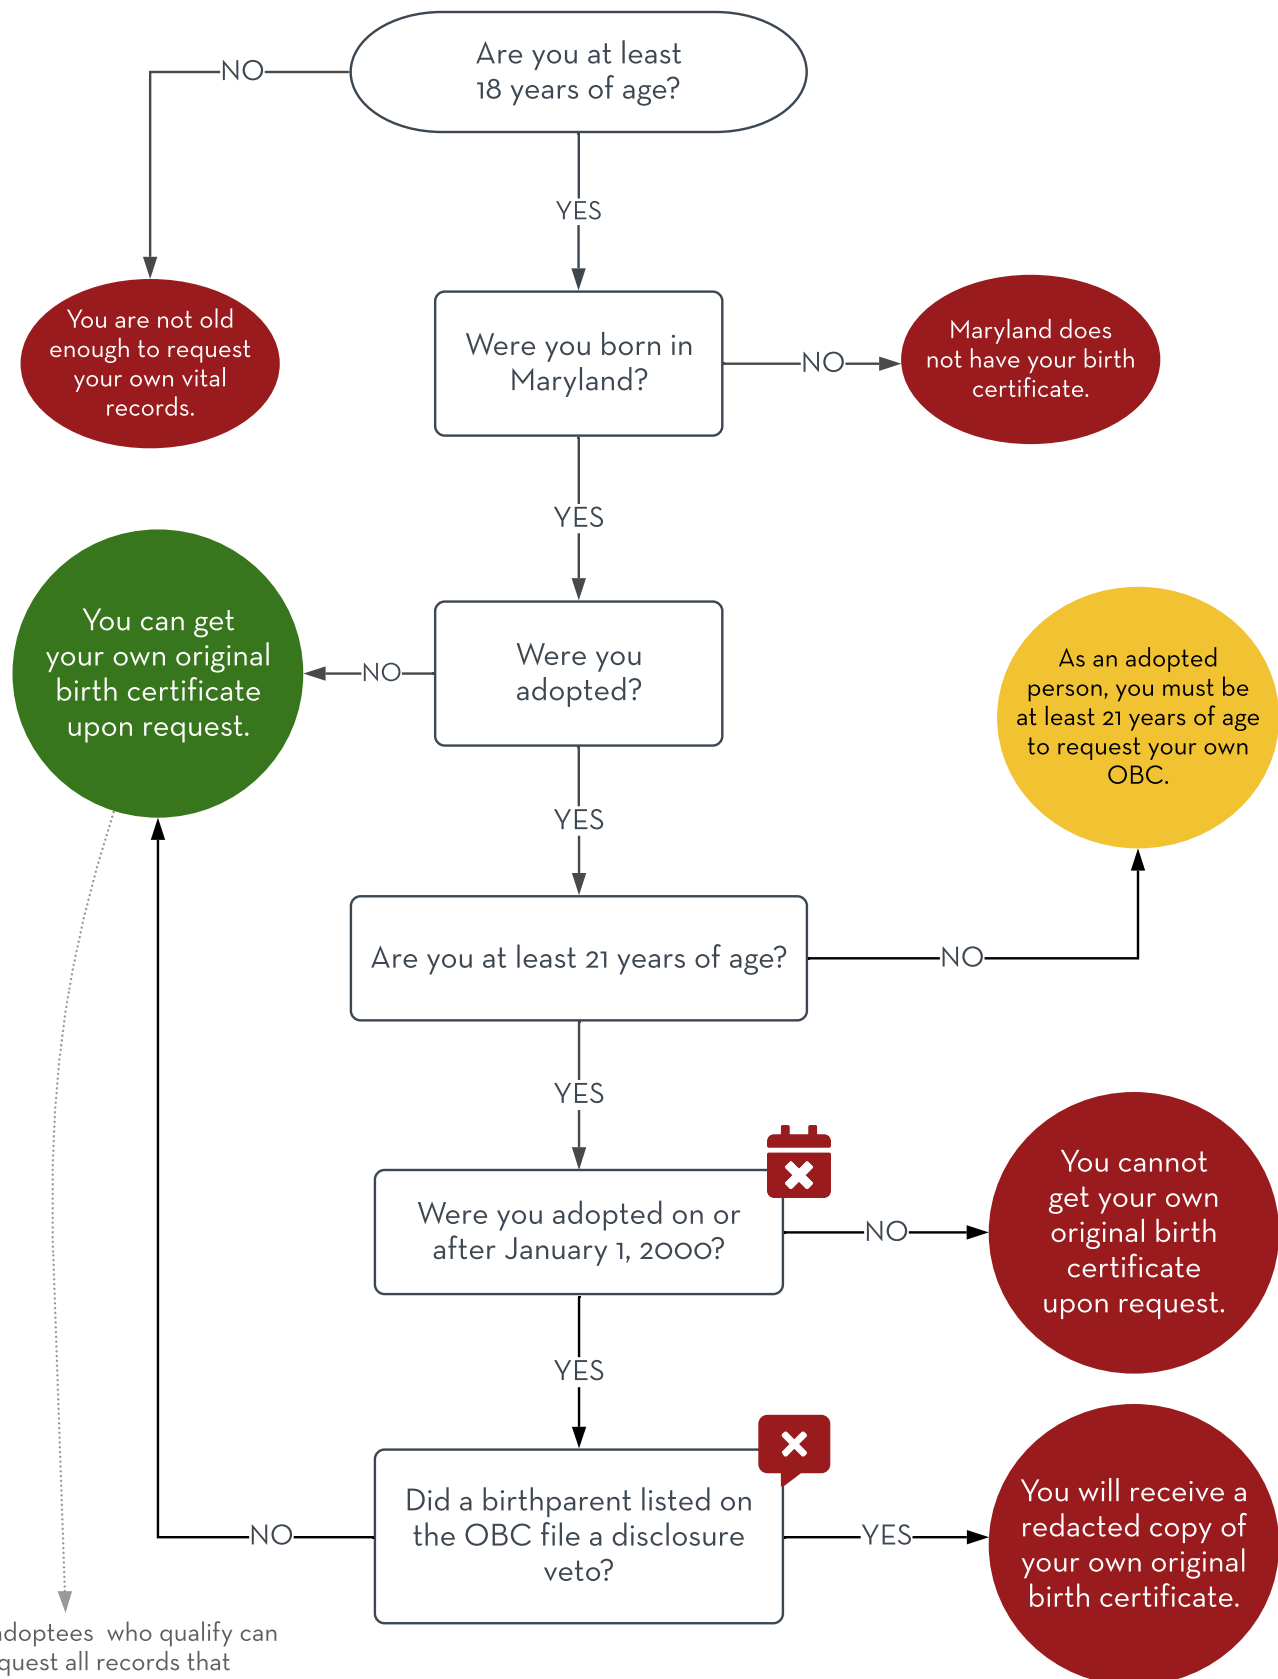 Are you at least
18 years of age?
NO
YES
You are not old
enough to request
your own vital
records.
Were you born in
Maryland?
NO
Maryland does
not have your birth
certificate.
YES
You can get
your own original
birth certificate
upon request.
NO
Were you
adopted?
As an adopted
person, you must be
at least 21 years of age
to request your own
OBC.
YES
Are you at least 21 years of age?
NO
YES
Were you adopted on or
after January 1, 2000?
NO
You cannot
get your own
original birth
certificate
upon request.
YES
Did a birthparent listed on
the OBC file a disclosure
veto?
NO
YES
You will receive a
redacted copy of
your own original
birth certificate.
adoptees who qualify can
quest all records that